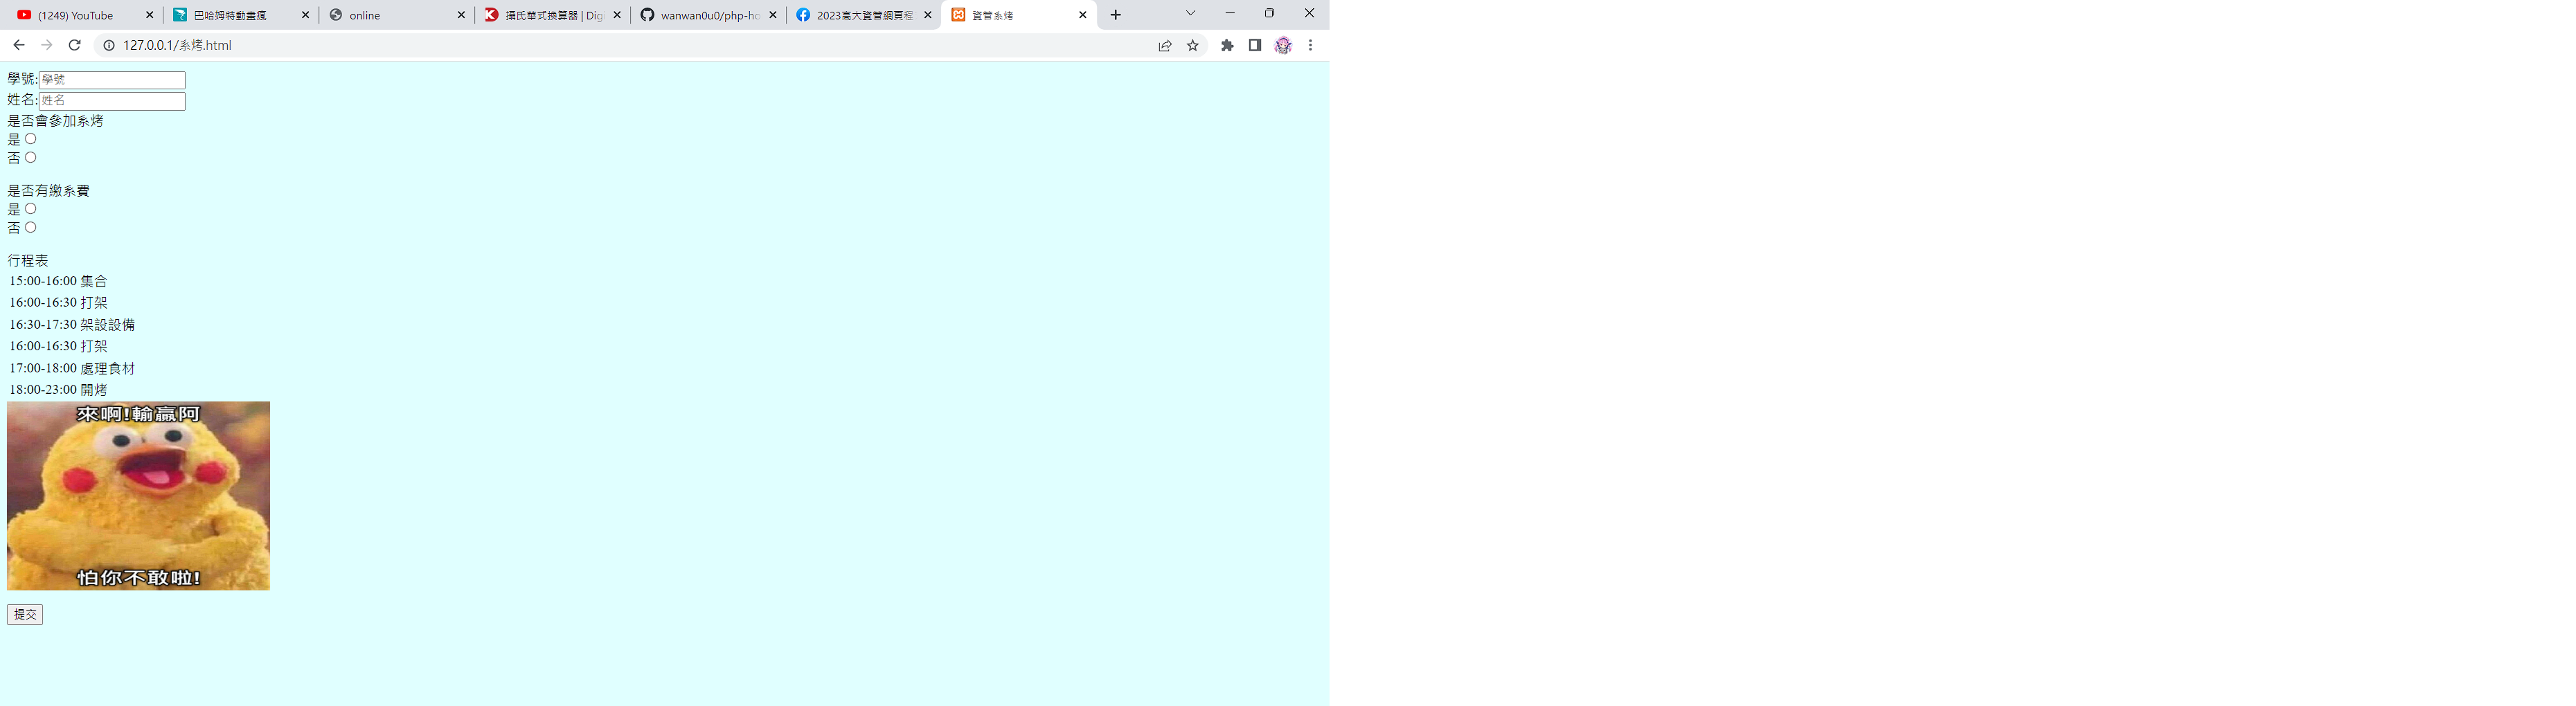 (1249) YouTube
巴哈姆特動畫瘋
online
攝氏華式換算器 | Digi
wanwan0u0/php-ho
2023高大資管網頁程
資管系烤
127.0.0.1/系烤.html
學號:學號
姓名:姓名
是否會參加系烤
是
否
是否有繳系費
是
否
行程表
15:00-16:00 集合
16:00-16:30 打架
16:30-17:30 架設設備
16:00-16:30 打架
17:00-18:00 處理食材
18:00-23:00 開烤
來啊!輸贏阿
怕你不敢啦!
提交